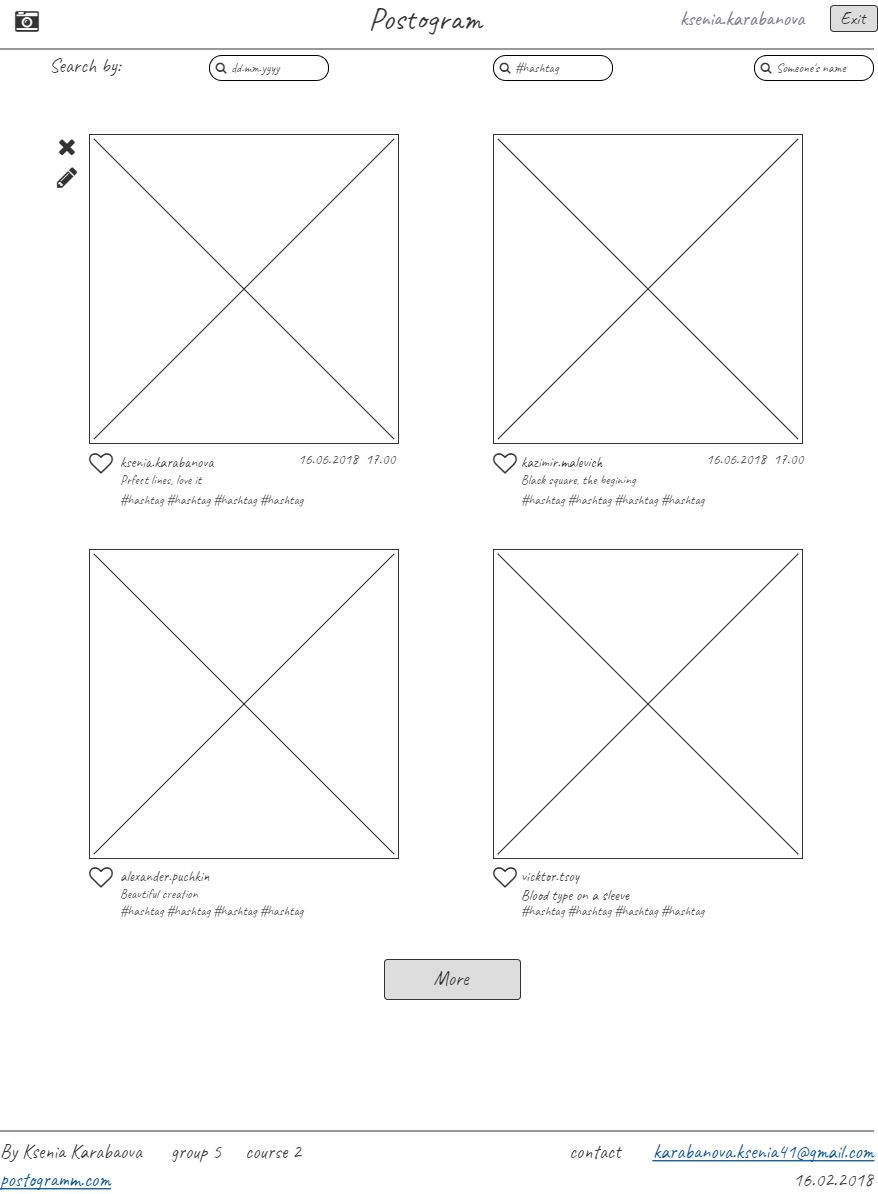 Postogram
ksenia.karabanova
Exit
Search by:
dd-mm-yyyy
#hashtag
Someone's name
ksenia.karabanova 16.06.2018 17.00
Prfect lines, love it
#hashtag #hashtag #hashtag #hashtag
kazimir.malevich 16.06.2018 17.00
Black square, the begining
#hashtag #hashtag #hashtag #hashtag
alexander.puchkin
Beautiful creation
#hashtag #hashtag #hashtag #hashtag
vicktor.tsoy
Blood type on a sleeve
#hashtag #hashtag #hashtag #hashtag
More
By Ksenia Karabaova group 5 course 2
contact karabanova.ksenia41@gmail.com
postogramm.com
16.02.2018